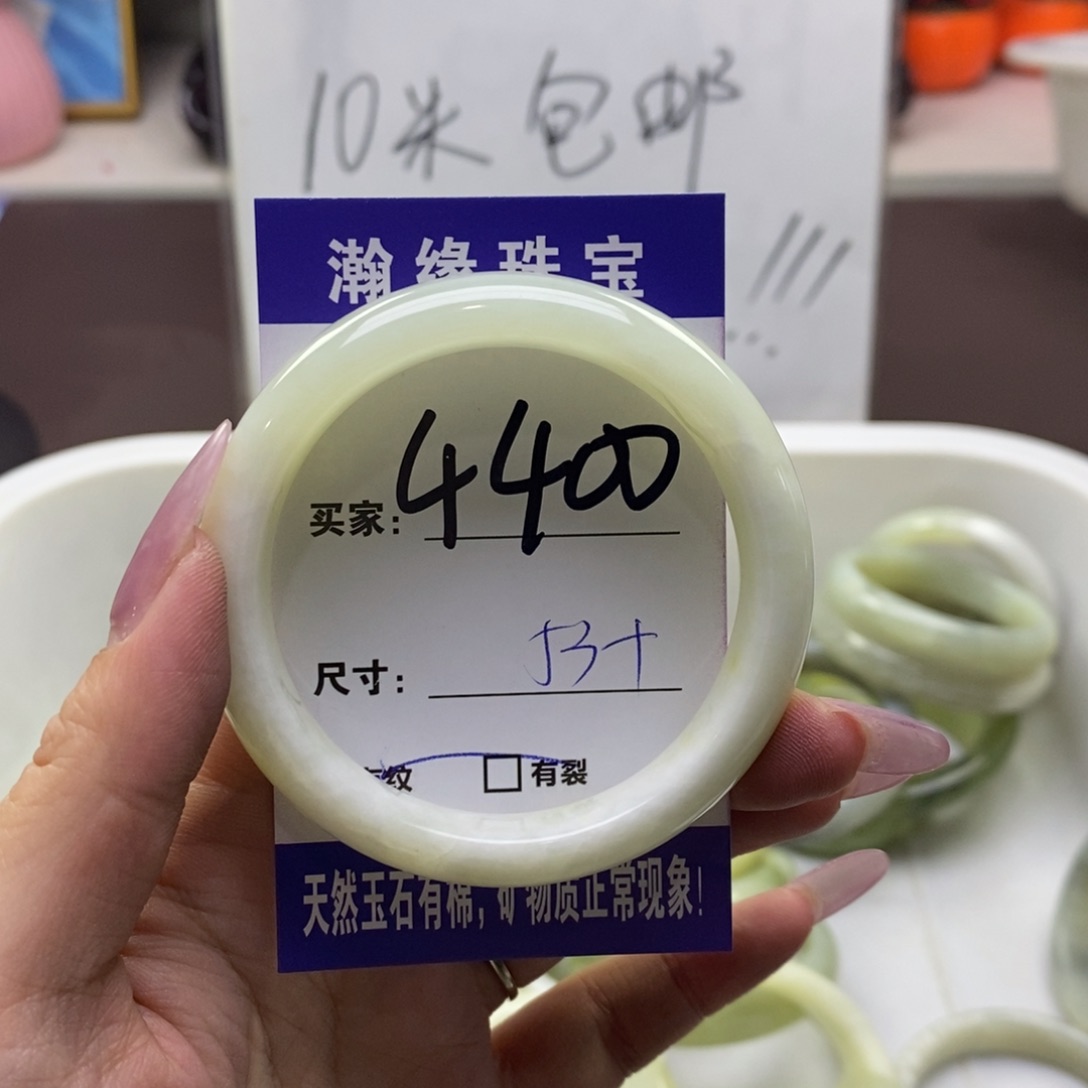 10米包邮
!!!
瀚缘珠宝
买家: 4400
尺寸: 53+
纹 □有裂
天然玉石有棉,矿物质正常现象!